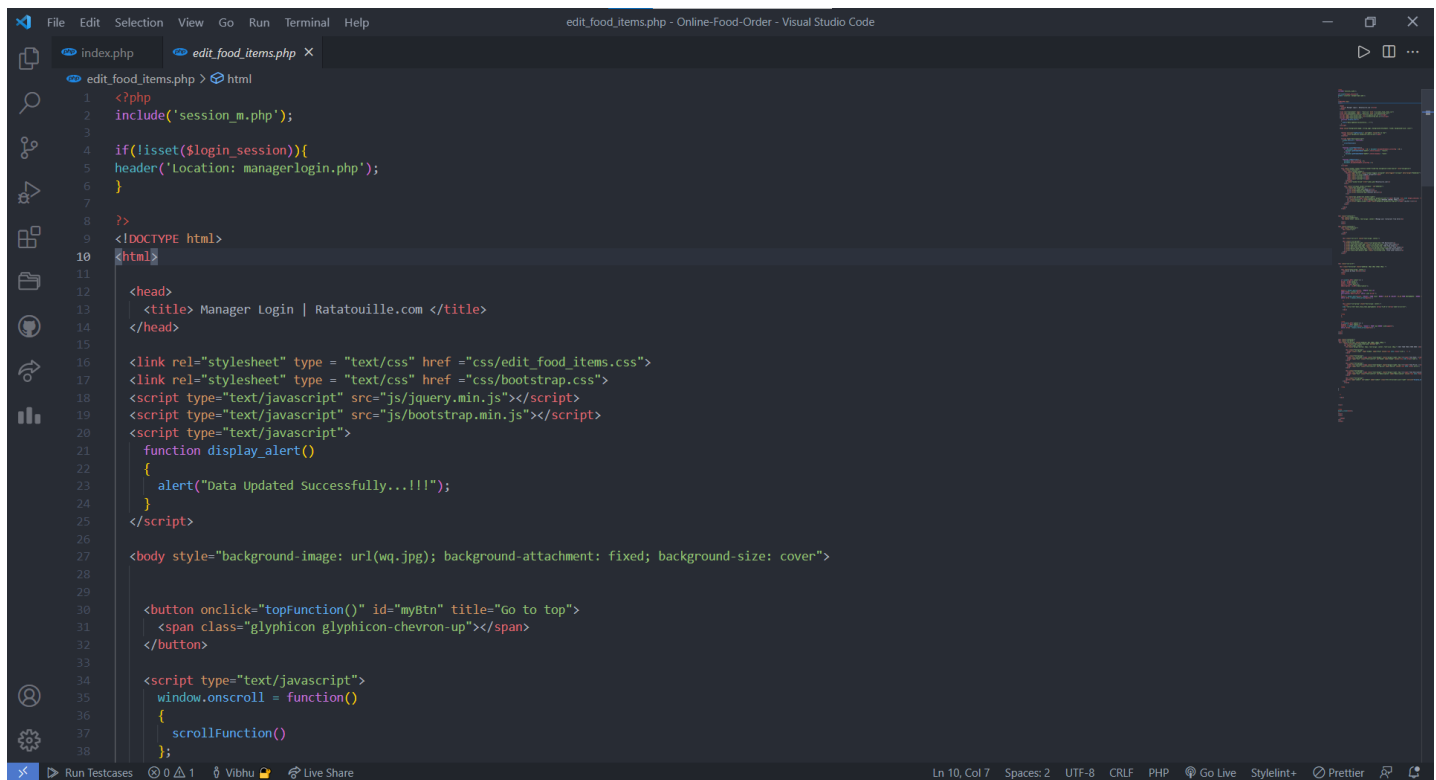 File Edit Selection View Go Run Terminal Help edit_food_items.php - Online-Food-Order - Visual Studio Code
index.php edit_food_items.php
edit_food_items.php > html
1 <?php
2 include('session_m.php');
3
4 if(!isset($login_session)){
5 header('Location: managerlogin.php');
6 }
7
8 ?>
9 <!DOCTYPE html>
10 <html>
11
12 <head>
13 <title> Manager Login | Ratatouille.com </title>
14 </head>
15
16 <link rel="stylesheet" type = "text/css" href ="css/edit_food_items.css">
17 <link rel="stylesheet" type = "text/css" href ="css/bootstrap.css">
18 <script type="text/javascript" src="js/jquery.min.js"></script>
19 <script type="text/javascript" src="js/bootstrap.min.js"></script>
20 <script type="text/javascript">
21 function display_alert()
22 {
23 alert("Data Updated Successfully...!!!");
24 }
25 </script>
26
27 <body style="background-image: url(wq.jpg); background-attachment: fixed; background-size: cover">
28
29
30 <button onclick="topFunction()" id="myBtn" title="Go to top">
31 <span class="glyphicon glyphicon-chevron-up"></span>
32 </button>
33
34 <script type="text/javascript">
35 window.onscroll = function()
36 {
37 scrollFunction()
38 };
Run Testcases 0 1 Vibhu Live Share Ln 10, Col 7 Spaces: 2 UTF-8 CRLF PHP Go Live Stylelint+ Prettier